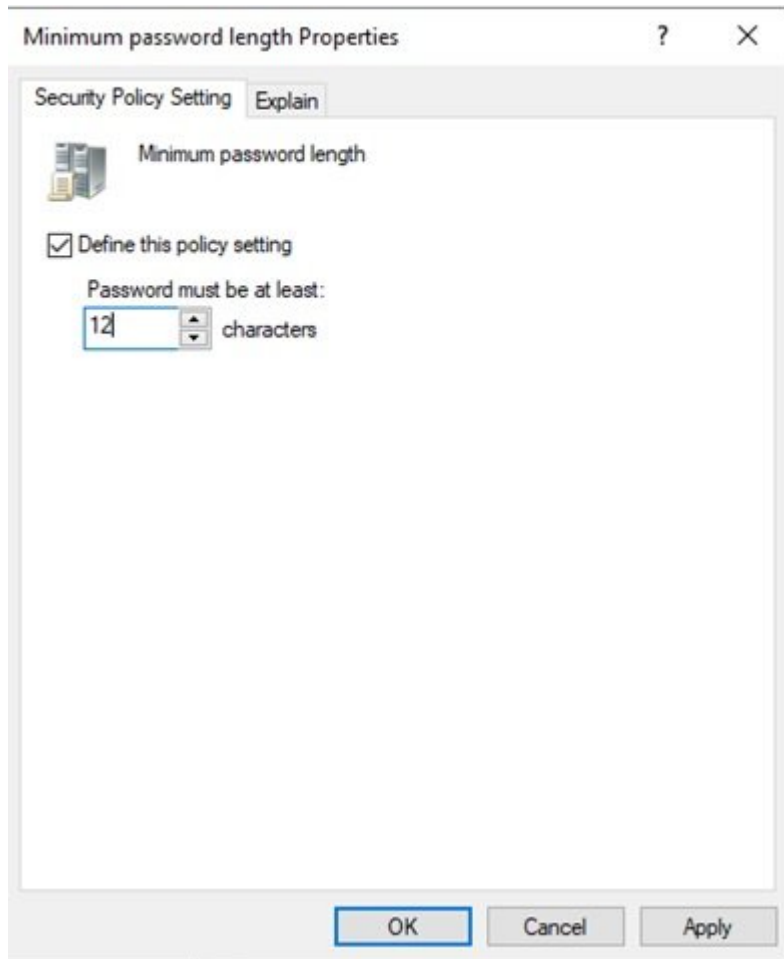 Minimum password length Properties ? ×
Security Policy Setting Explain
Minimum password length
Define this policy setting
Password must be at least:
12 characters
OK Cancel Apply